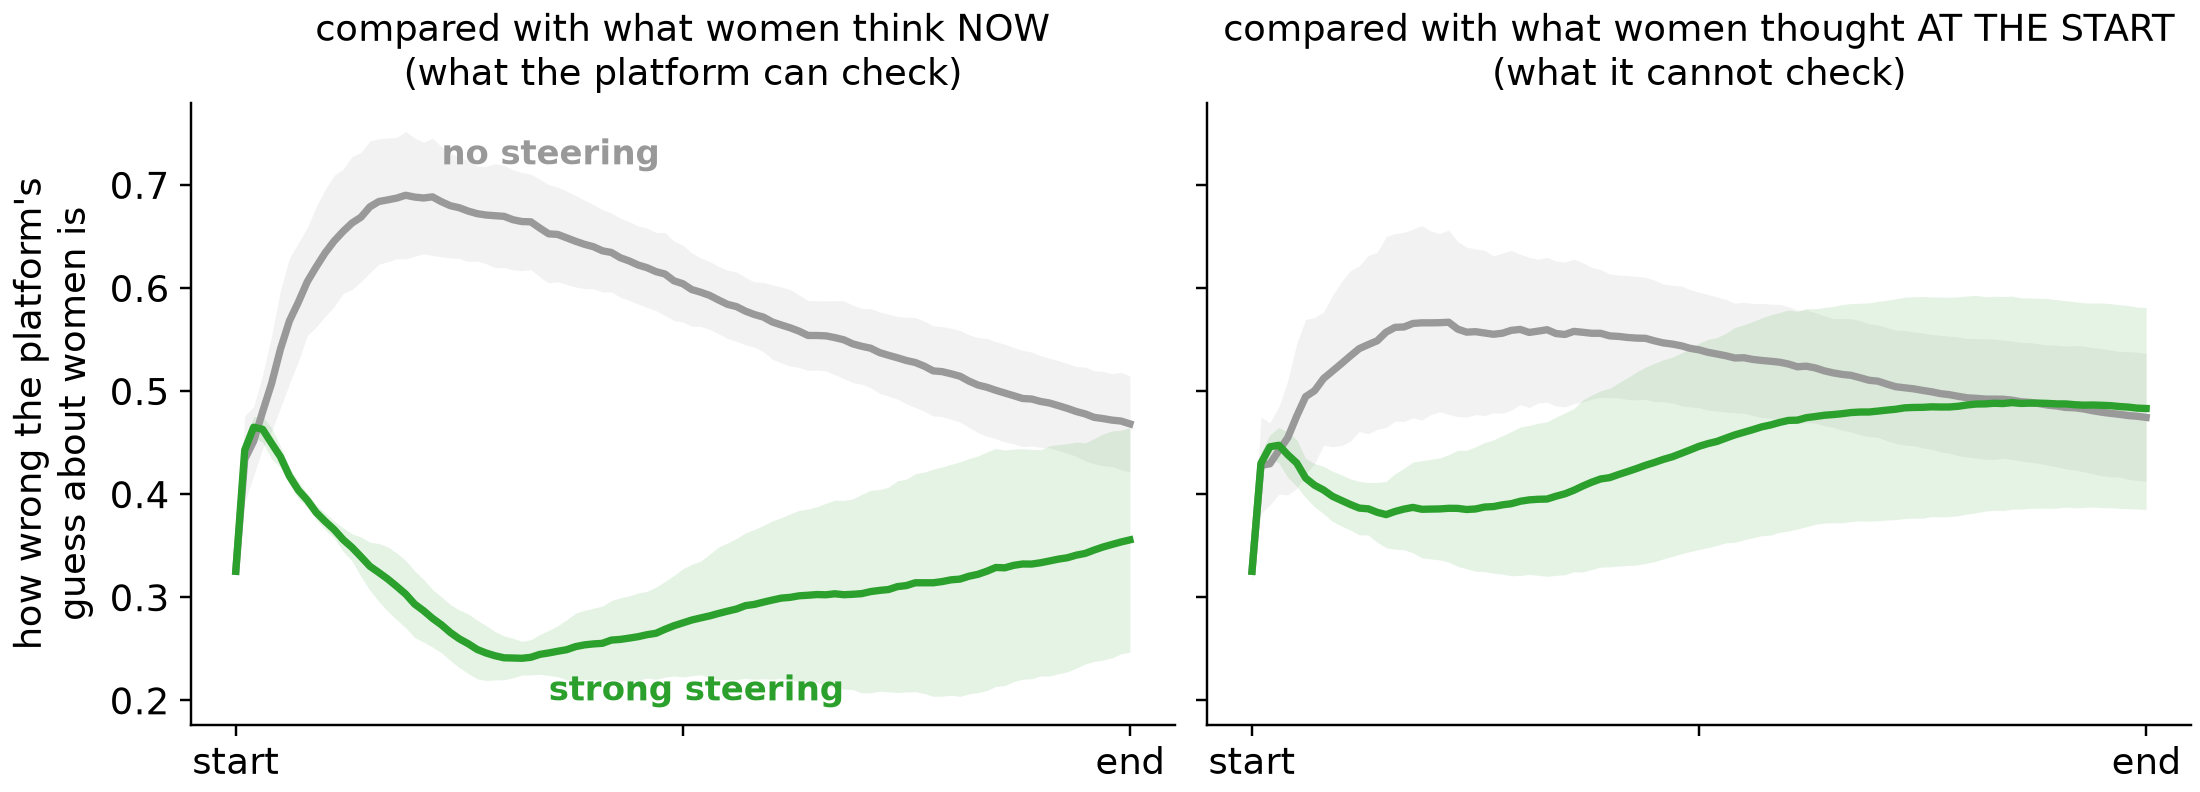 compared with what women think NOW
(what the platform can check)
compared with what women thought AT THE START
(what it cannot check)
how wrong the platform's
guess about women is
0.7
0.6
0.5
0.4
0.3
0.2
no steering
strong steering
start
end
start
end